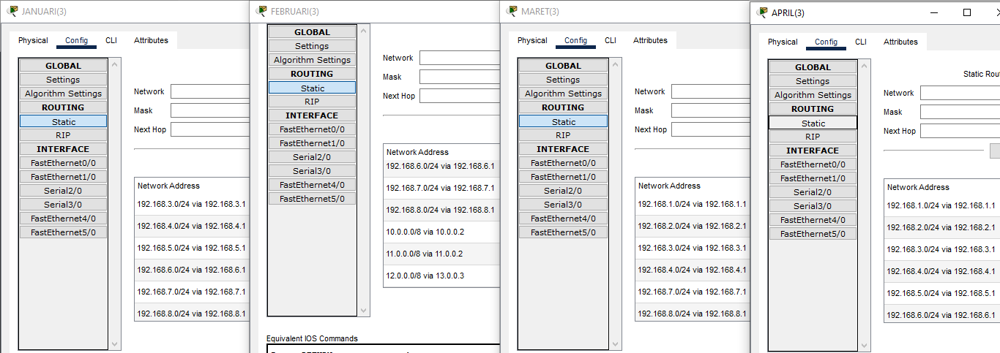 JANUARI(3)
Physical Config CLI Attributes
GLOBAL
Settings
Algorithm Settings
ROUTING
Static
RIP
INTERFACE
FastEthernet0/0
FastEthernet1/0
Serial2/0
Serial3/0
FastEthernet4/0
FastEthernet5/0
Network
Mask
Next Hop
Network Address
192.168.3.0/24 via 192.168.3.1
192.168.4.0/24 via 192.168.4.1
192.168.5.0/24 via 192.168.5.1
192.168.6.0/24 via 192.168.6.1
192.168.7.0/24 via 192.168.7.1
192.168.8.0/24 via 192.168.8.1
FEBRUARI(3)
GLOBAL
Settings
Algorithm Settings
ROUTING
Static
RIP
INTERFACE
FastEthernet0/0
FastEthernet1/0
Serial2/0
Serial3/0
FastEthernet4/0
FastEthernet5/0
Network
Mask
Next Hop
Network Address
192.168.6.0/24 via 192.168.6.1
192.168.7.0/24 via 192.168.7.1
192.168.8.0/24 via 192.168.8.1
10.0.0.0/8 via 10.0.0.2
11.0.0.0/8 via 11.0.0.2
12.0.0.0/8 via 13.0.0.3
Equivalent IOS Commands
MARET(3)
Physical Config CLI Attributes
GLOBAL
Settings
Algorithm Settings
ROUTING
Static
RIP
INTERFACE
FastEthernet0/0
FastEthernet1/0
Serial2/0
Serial3/0
FastEthernet4/0
FastEthernet5/0
Network
Mask
Next Hop
Network Address
192.168.1.0/24 via 192.168.1.1
192.168.2.0/24 via 192.168.2.1
192.168.3.0/24 via 192.168.3.1
192.168.4.0/24 via 192.168.4.1
192.168.7.0/24 via 192.168.7.1
192.168.8.0/24 via 192.168.8.1
APRIL(3)
Physical Config CLI Attributes
GLOBAL
Settings
Algorithm Settings
ROUTING
Static
RIP
INTERFACE
FastEthernet0/0
FastEthernet1/0
Serial2/0
Serial3/0
FastEthernet4/0
FastEthernet5/0
Static Rou
Network
Mask
Next Hop
Network Address
192.168.1.0/24 via 192.168.1.1
192.168.2.0/24 via 192.168.2.1
192.168.3.0/24 via 192.168.3.1
192.168.4.0/24 via 192.168.4.1
192.168.5.0/24 via 192.168.5.1
192.168.6.0/24 via 192.168.6.1